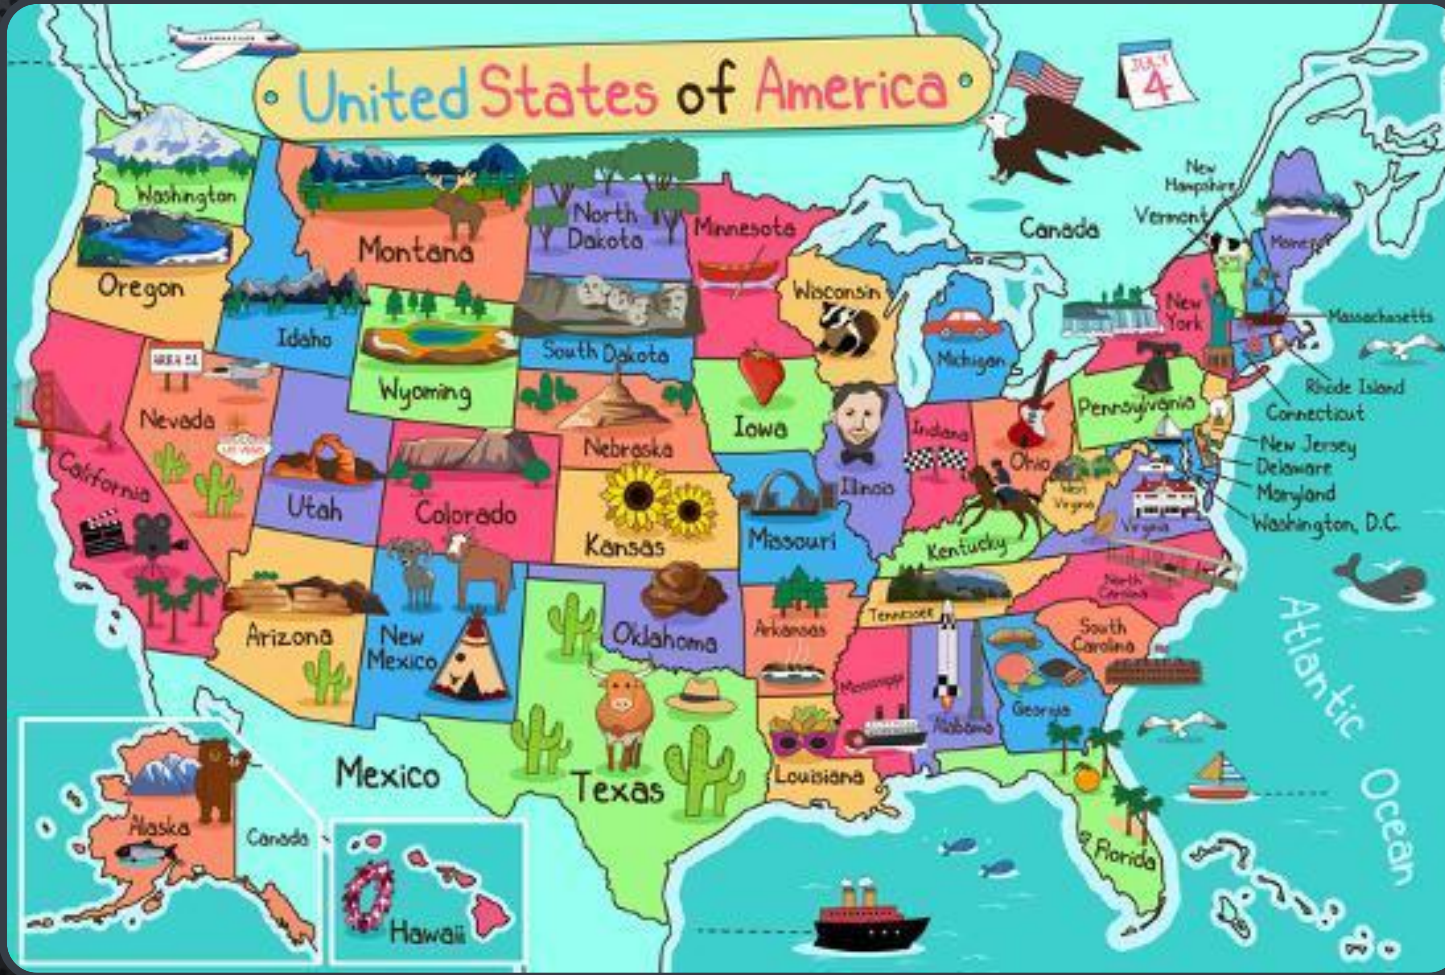 United States of America
JULY
4
Washington
Montana
North
Dakota
Minnesota
Canada
New
Hampshire
Vermont
Maine
Oregon
Idaho
Wisconsin
New
York
Massachusetts
South Dakota
Michigan
Wyoming
AREA 51
Nevada
Iowa
Pennsylvania
Rhode Island
Connecticut
Nebraska
Indiana
Ohio
New Jersey
Delaware
California
Utah
Colorado
Illinois
West
Virginia
Maryland
Washington, D.C.
Virginia
Kansas
Missouri
Kentucky
North
Carolina
Arizona
New
Mexico
Oklahoma
Arkansas
Tennessee
South
Carolina
Mississippi
Alabama
Georgia
Atlantic
Ocean
Mexico
Texas
Louisiana
Florida
Alaska
Canada
Hawaii